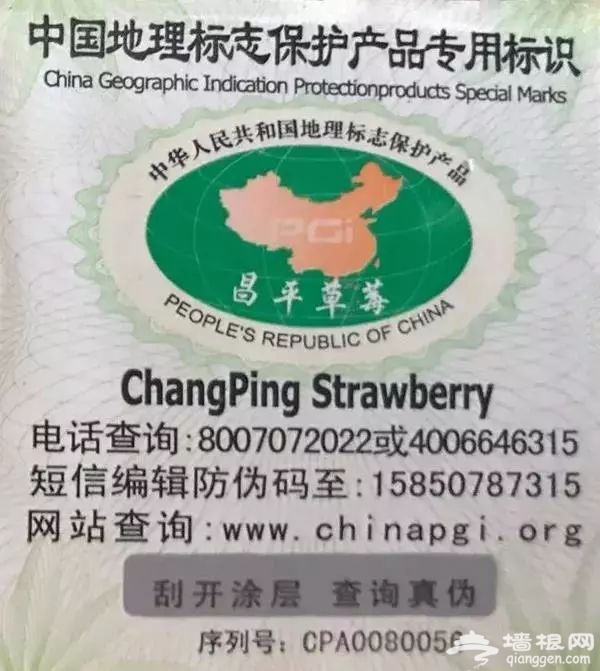 中国地理标志保护产品专用标识
China Geographic Indication Protectionproducts Special Marks
中华人民共和国地理标志保护产品
PGi
昌平草莓
PEOPLE'S REPUBLIC OF CHINA
ChangPing Strawberry
电话查询:8007072022或4006646315
短信编辑防伪码至:15850787315
网站查询:www.chinapgi.org
刮开涂层 查询真伪
序列号: CPA0080056
墙根网
qianggen.com